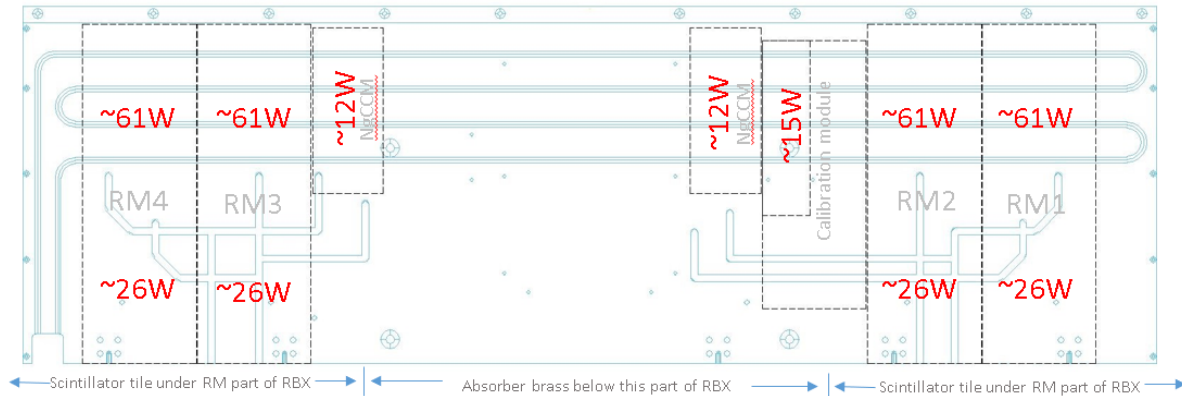 ~61W ~61W ~12W NgCCM ~12W NgCCM ~15W Calibration module ~61W ~61W
RM4 RM3 RM2 RM1
~26W ~26W ~26W ~26W
Scintillator tile under RM part of RBX Absorber brass below this part of RBX Scintillator tile under RM part of RBX